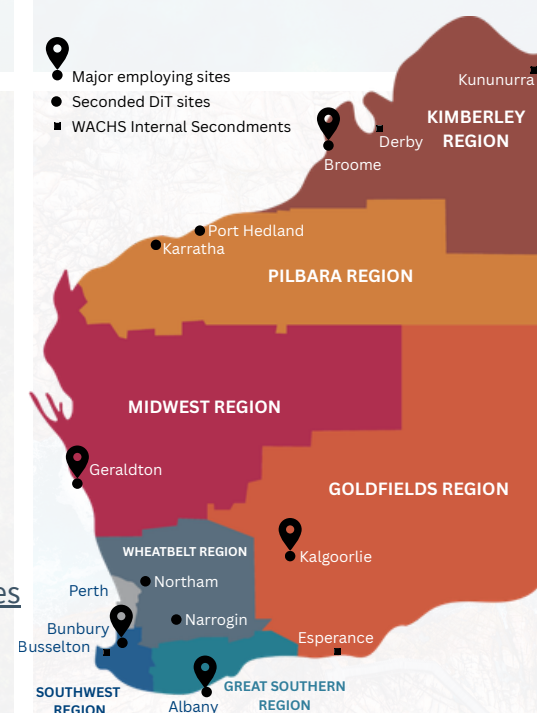 Major employing sites
Seconded DiT sites
WACHS Internal Secondments
Kununurra
KIMBERLEY
REGION
Derby
Broome
Port Hedland
Karratha
PILBARA REGION
MIDWEST REGION
Geraldton
GOLDFIELDS REGION
WHEATBELT REGION
Kalgoorlie
Northam
es
Perth
Narrogin
Bunbury
Busselton
Esperance
SOUTHWEST
REGION
GREAT SOUTHERN
REGION
Albany